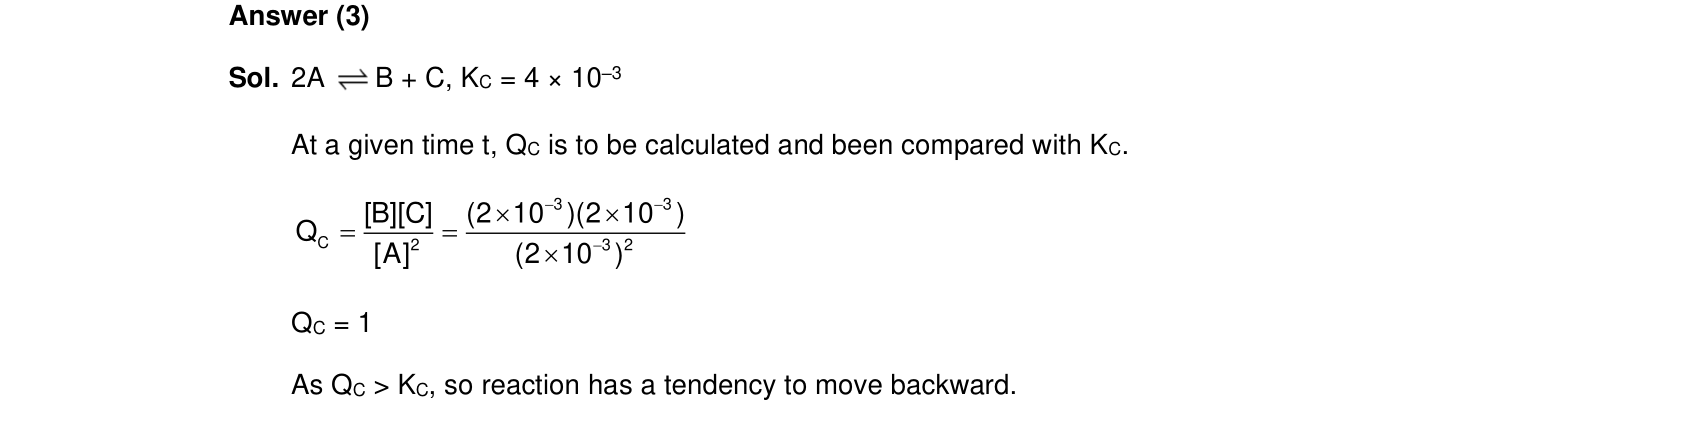 Answer (3)
Sol. 2A ⇌ B + C, KC = 4 × 10–3
At a given time t, QC is to be calculated and been compared with KC.
QC = [B][C] / [A]2 = (2×10–3)(2×10–3) / (2×10–3)2
QC = 1
As QC > KC, so reaction has a tendency to move backward.